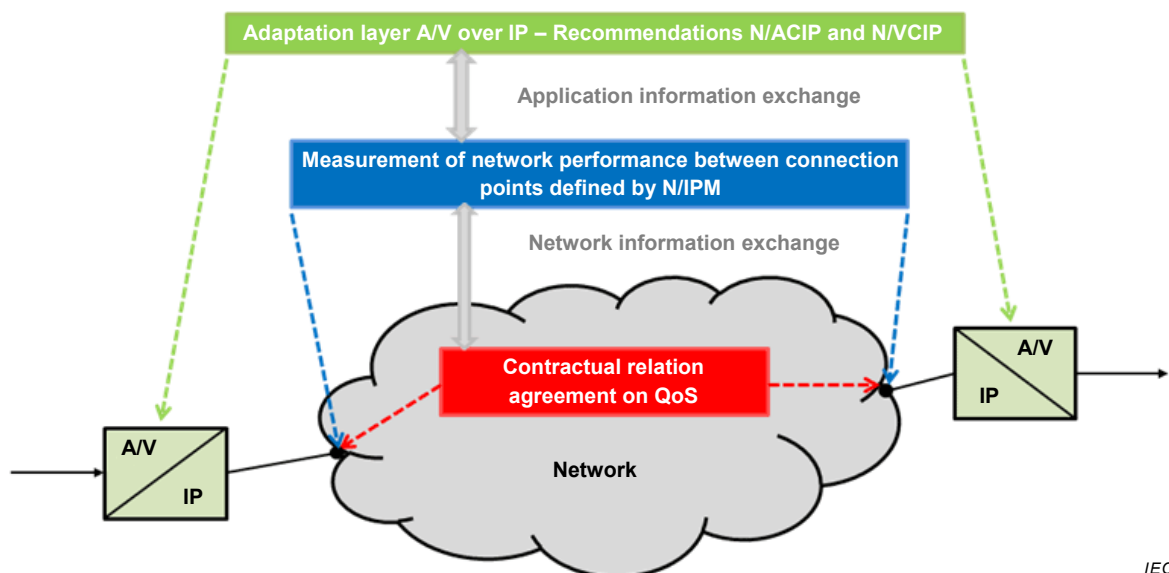 Adaptation layer A/V over IP – Recommendations N/ACIP and N/VCIP
Application information exchange
Measurement of network performance between connection
points defined by N/IPM
Network information exchange
Contractual relation
agreement on QoS
A/V
IP
A/V
IP
Network
IEC